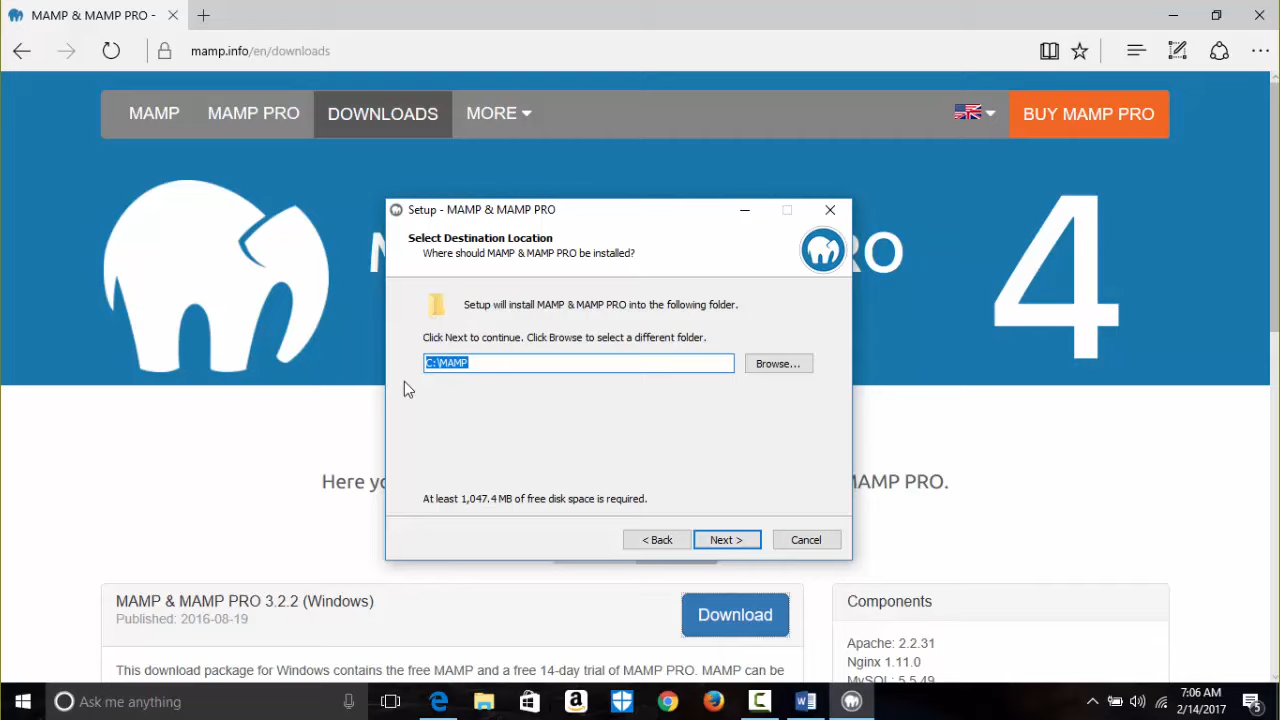 MAMP & MAMP PRO -
mamp.info/en/downloads
MAMP
MAMP PRO
DOWNLOADS
MORE
BUY MAMP PRO
4
Setup - MAMP & MAMP PRO
Select Destination Location
Where should MAMP & MAMP PRO be installed?
Setup will install MAMP & MAMP PRO into the following folder.
Click Next to continue. Click Browse to select a different folder.
C:\MAMP
Browse...
At least 1,047.4 MB of free disk space is required.
< Back
Next >
Cancel
Here
MAMP PRO.
MAMP & MAMP PRO 3.2.2 (Windows)
Published: 2016-08-19
Download
This download package for Windows contains the free MAMP and a free 14-day trial of MAMP PRO. MAMP can be
Components
Apache: 2.2.31
Nginx 1.11.0
MySQL: 5.5.49
Ask me anything
7:06 AM
2/14/2017
5